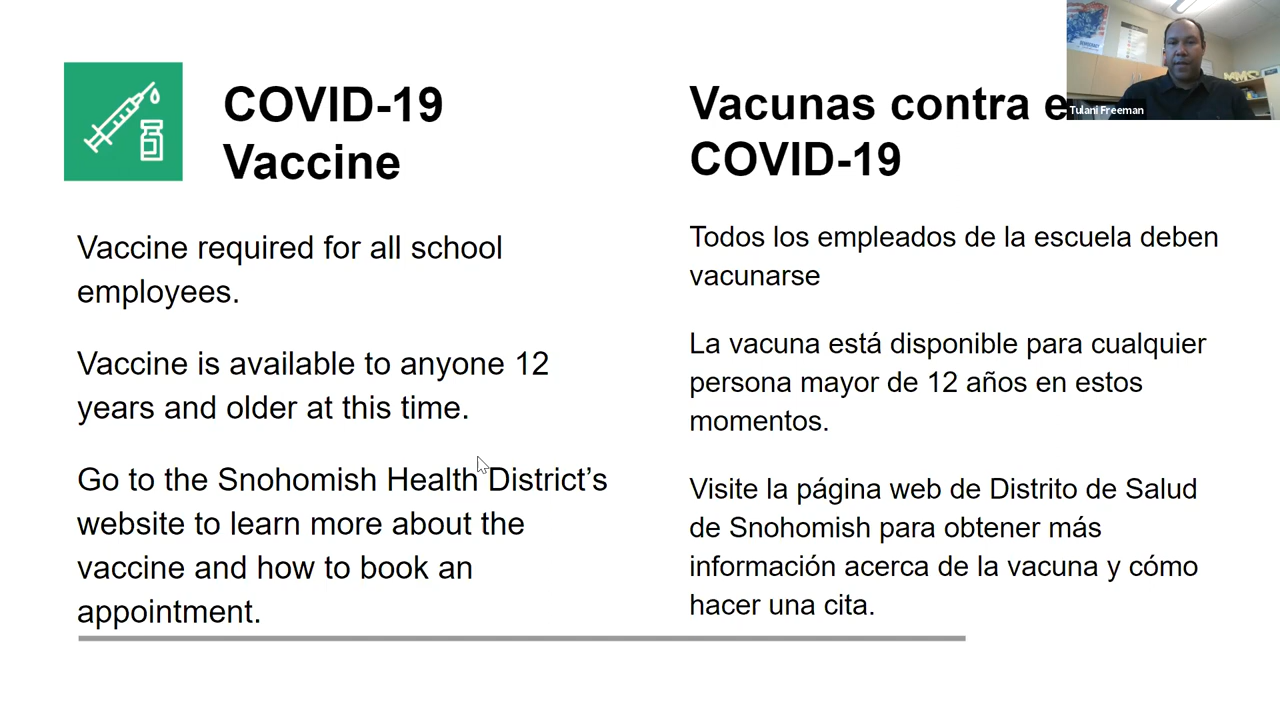 COVID-19
Vaccine
Vaccine required for all school
employees.
Vaccine is available to anyone 12
years and older at this time.
Go to the Snohomish Health District’s
website to learn more about the
vaccine and how to book an
appointment.
Vacunas contra e
COVID-19
Todos los empleados de la escuela deben
vacunarse
La vacuna está disponible para cualquier
persona mayor de 12 años en estos
momentos.
Visite la página web de Distrito de Salud
de Snohomish para obtener más
información acerca de la vacuna y cómo
hacer una cita.
DEMOCRACY
MMS
Tulani Freeman